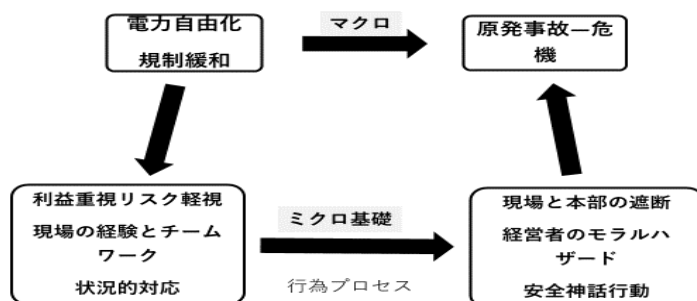 電力自由化
規制緩和
マクロ
原発事故―危
機
利益重視リスク軽視
現場の経験とチーム
ワーク
状況的対応
ミクロ基礎
行為プロセス
現場と本部の遮断
経営者のモラルハ
ザード
安全神話行動